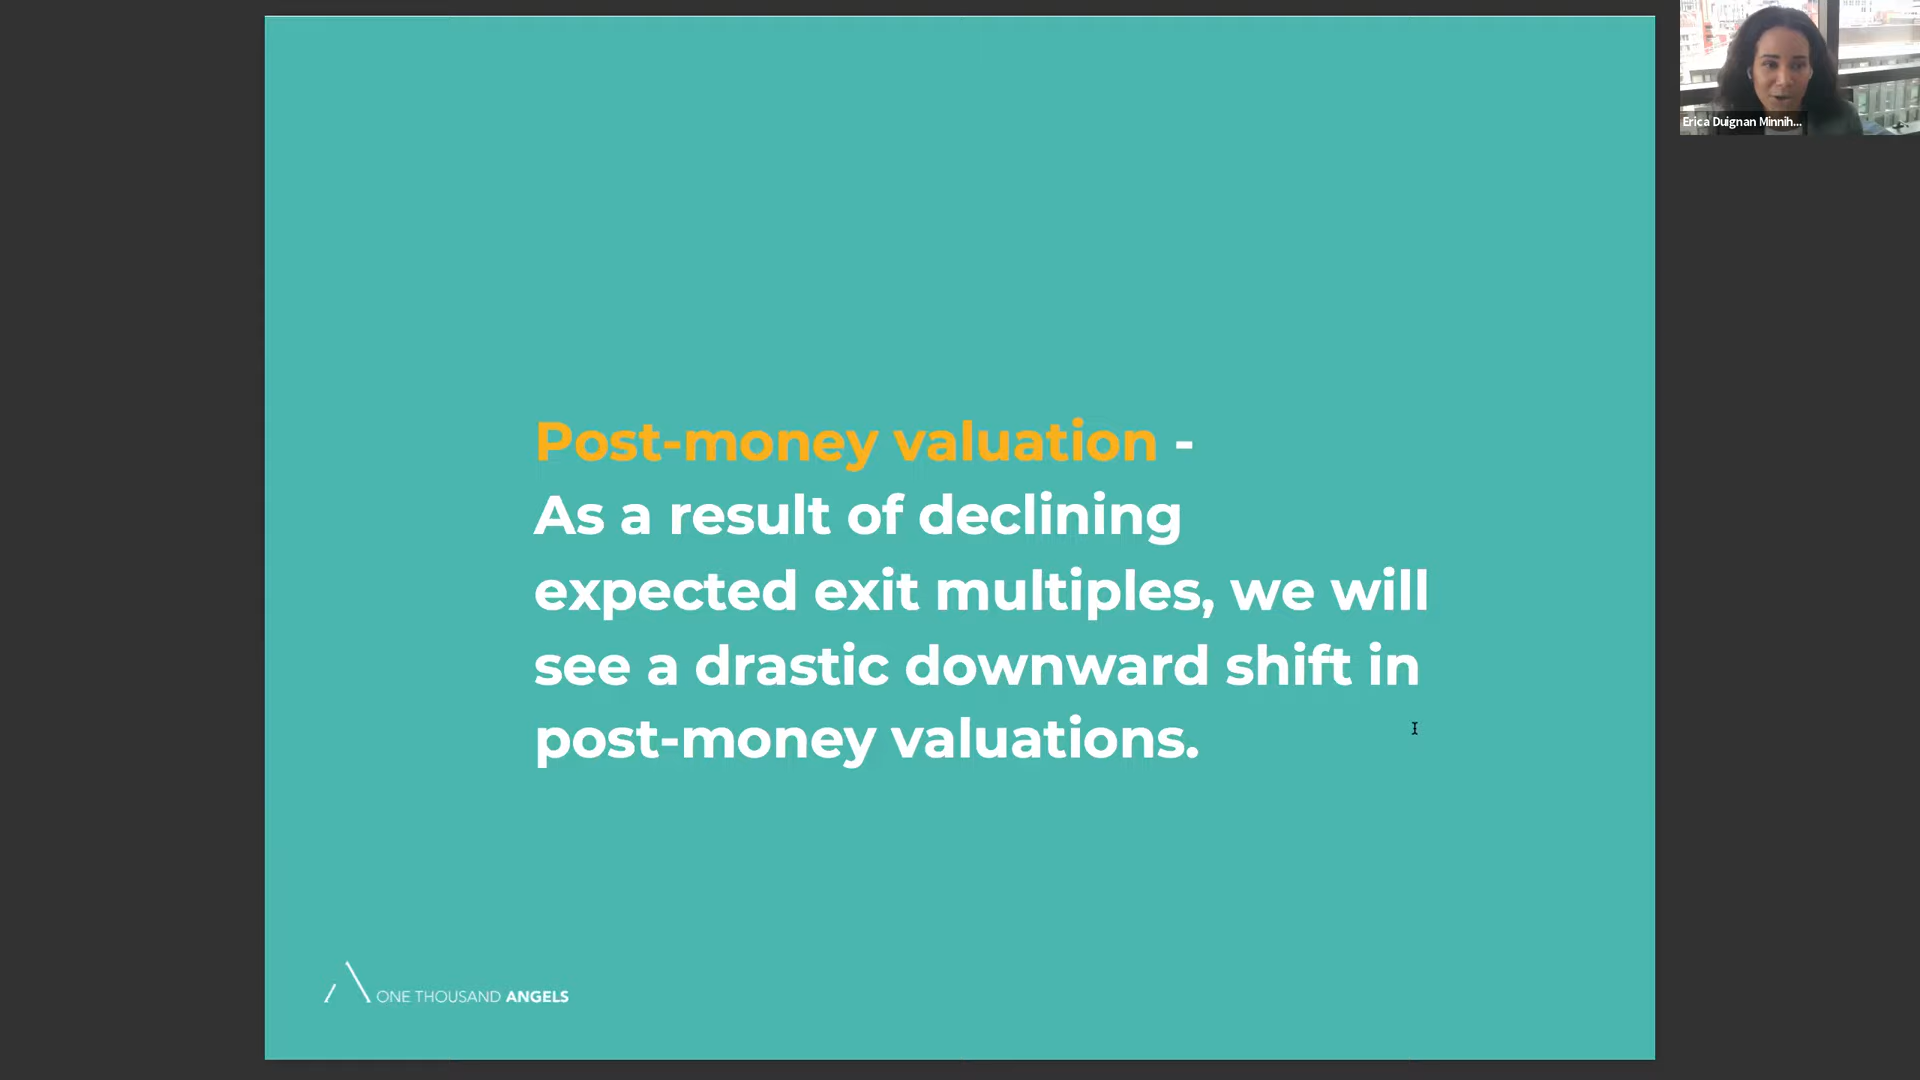 Erica Duignan Minnih...
Post-money valuation -
As a result of declining
expected exit multiples, we will
see a drastic downward shift in
post-money valuations.
ONE THOUSAND ANGELS